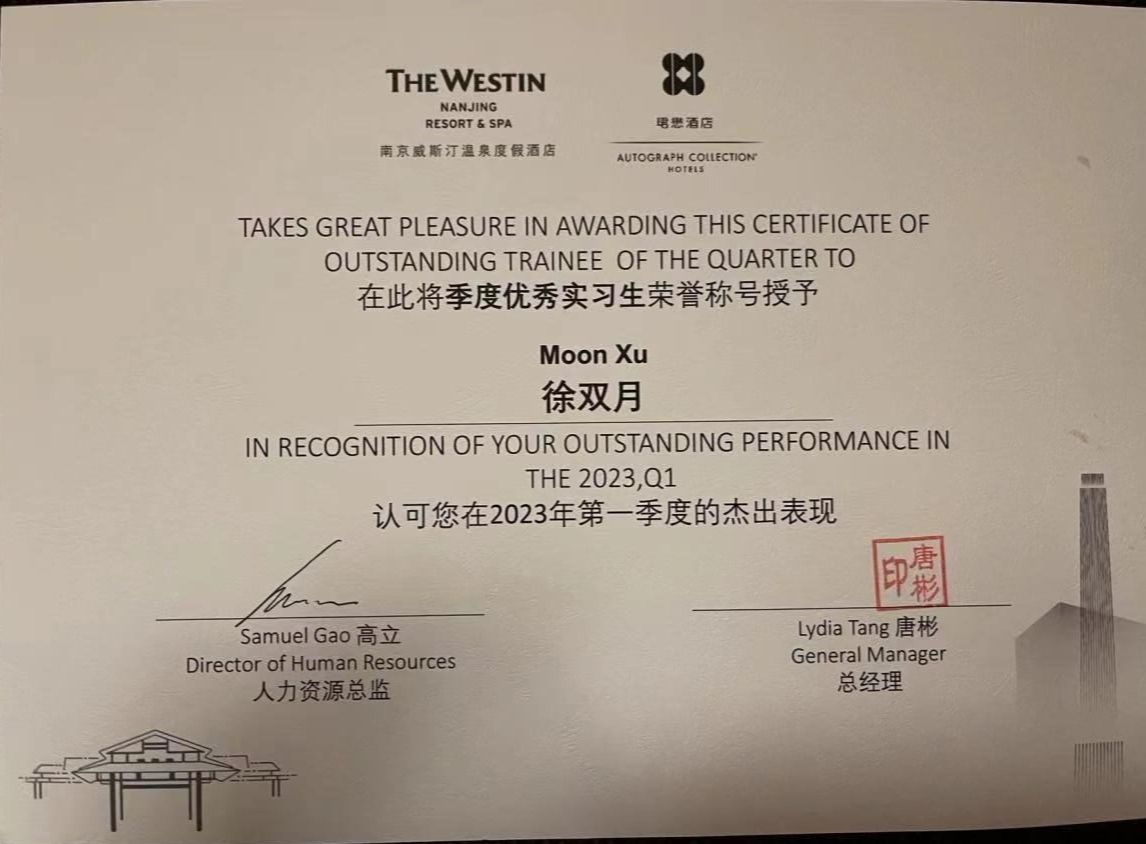 THE WESTIN
NANJING
RESORT & SPA
南京威斯汀温泉度假酒店
珺懋酒店
AUTOGRAPH COLLECTION®
HOTELS
TAKES GREAT PLEASURE IN AWARDING THIS CERTIFICATE OF
OUTSTANDING TRAINEE OF THE QUARTER TO
在此将季度优秀实习生荣誉称号授予
Moon Xu
徐双月
IN RECOGNITION OF YOUR OUTSTANDING PERFORMANCE IN
THE 2023,Q1
认可您在2023年第一季度的杰出表现
Samuel Gao 高立
Director of Human Resources
人力资源总监
唐彬印
Lydia Tang 唐彬
General Manager
总经理